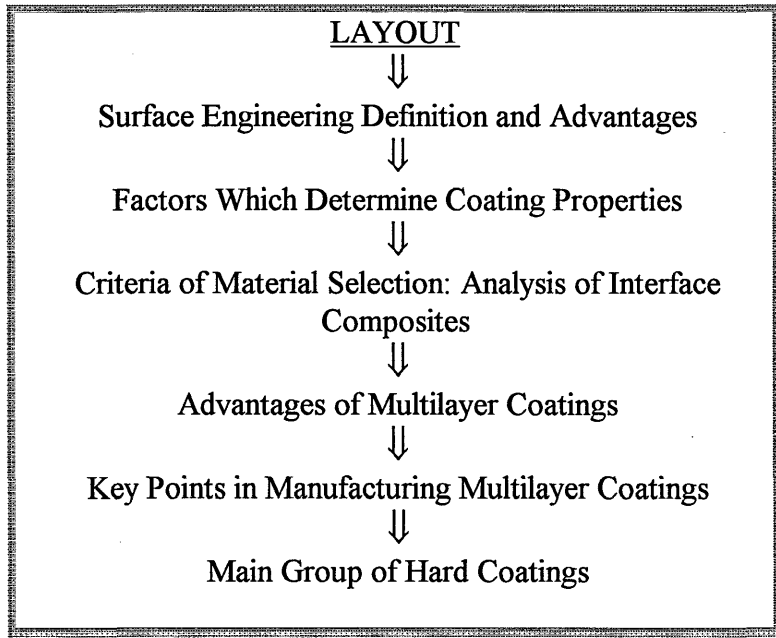 LAYOUT
⇓
Surface Engineering Definition and Advantages
⇓
Factors Which Determine Coating Properties
⇓
Criteria of Material Selection: Analysis of Interface
Composites
⇓
Advantages of Multilayer Coatings
⇓
Key Points in Manufacturing Multilayer Coatings
⇓
Main Group of Hard Coatings